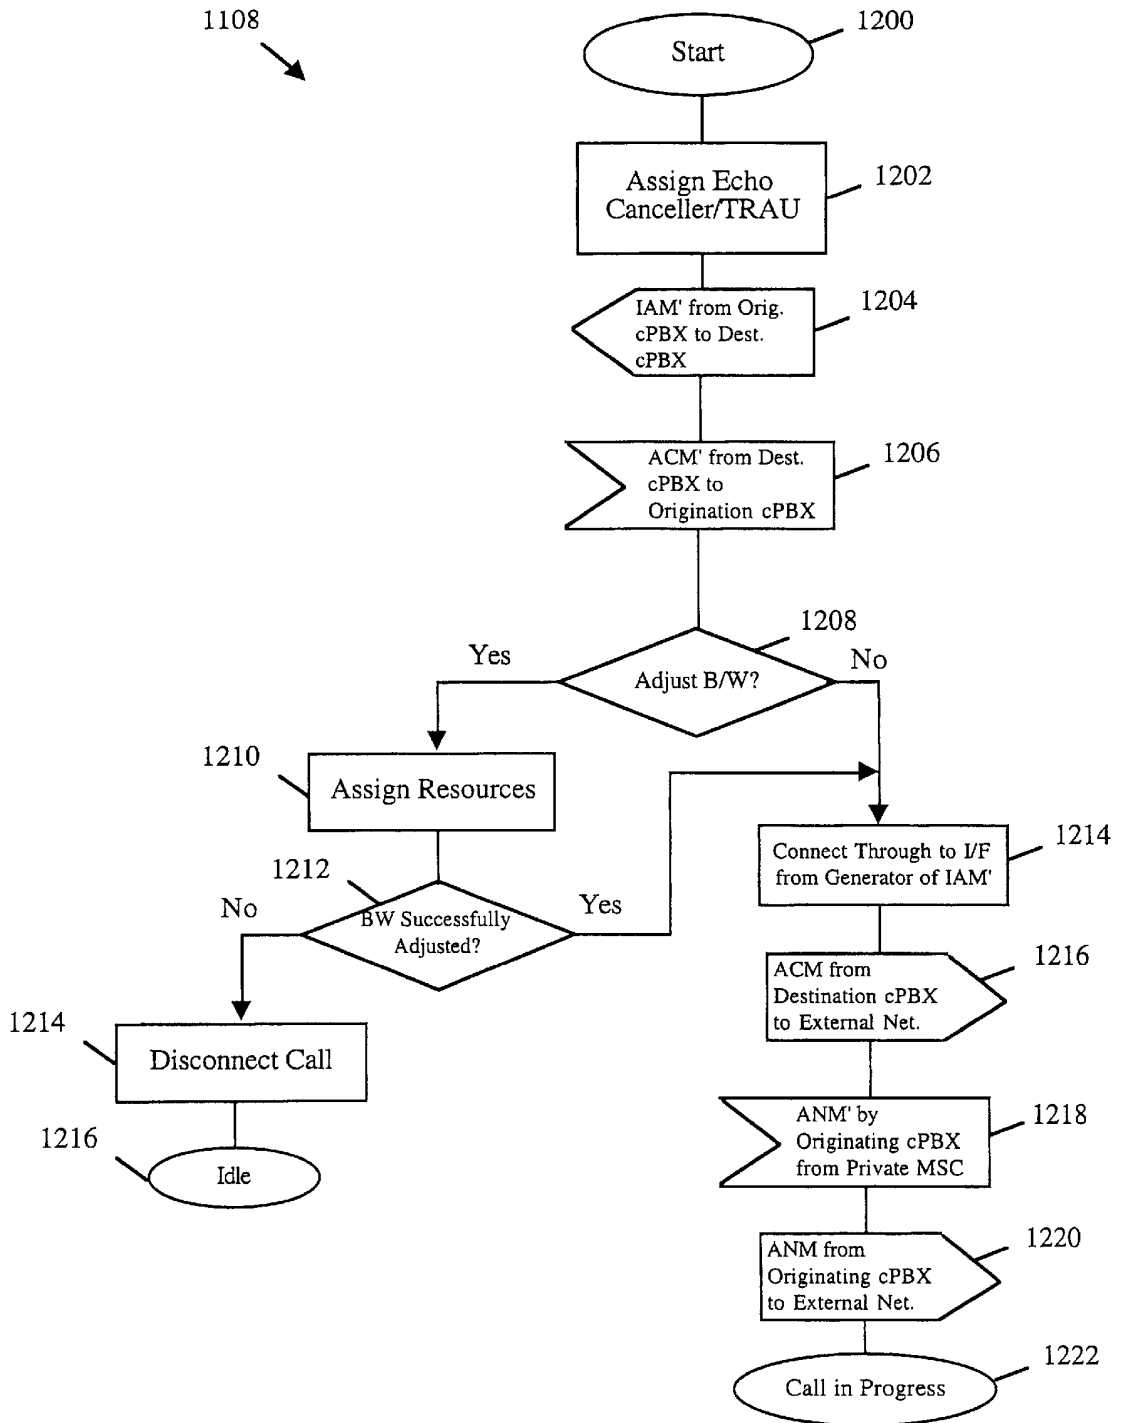 1108
1200
Start
1202
Assign Echo
Canceller/TRAU
1204
IAM' from Orig.
cPBX to Dest.
cPBX
1206
ACM' from Dest.
cPBX to
Origination cPBX
1208
Yes
No
Adjust B/W?
1210
Assign Resources
1214
Connect Through to I/F
from Generator of IAM'
1212
No
Yes
BW Successfully
Adjusted?
1216
ACM from
Destination cPBX
to External Net.
1214
Disconnect Call
1218
ANM' by
Originating cPBX
from Private MSC
1216
Idle
1220
ANM from
Originating cPBX
to External Net.
1222
Call in Progress